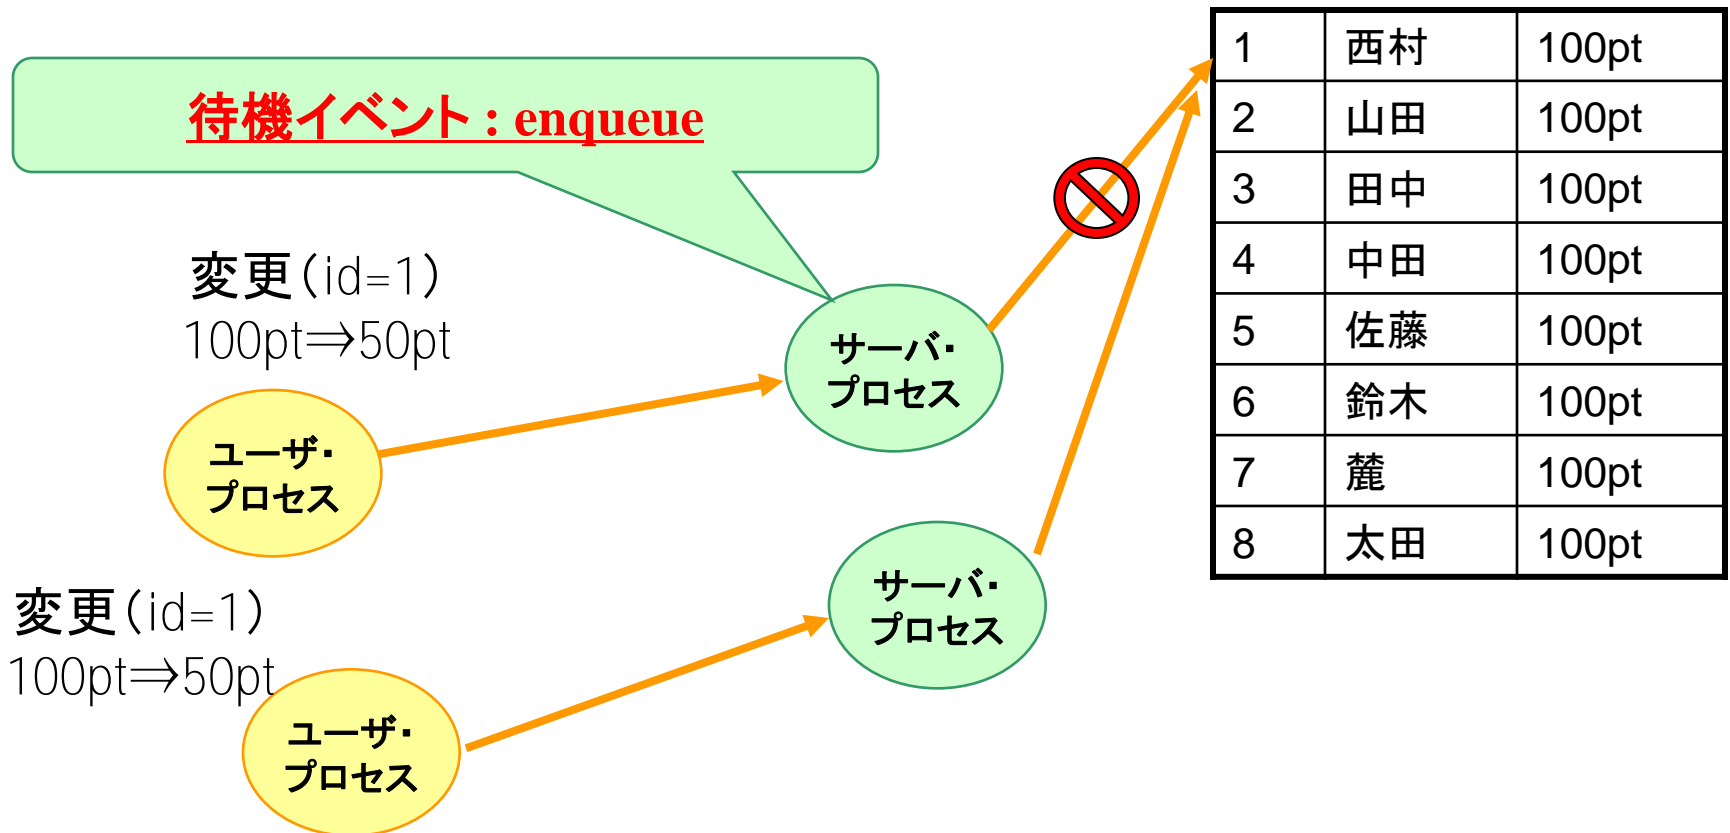 待機イベント : enqueue
変更(id=1)
100pt⇒50pt
ユーザ・
プロセス
サーバ・
プロセス
変更(id=1)
100pt⇒50pt
ユーザ・
プロセス
サーバ・
プロセス
1 西村 100pt
2 山田 100pt
3 田中 100pt
4 中田 100pt
5 佐藤 100pt
6 鈴木 100pt
7 麓 100pt
8 太田 100pt